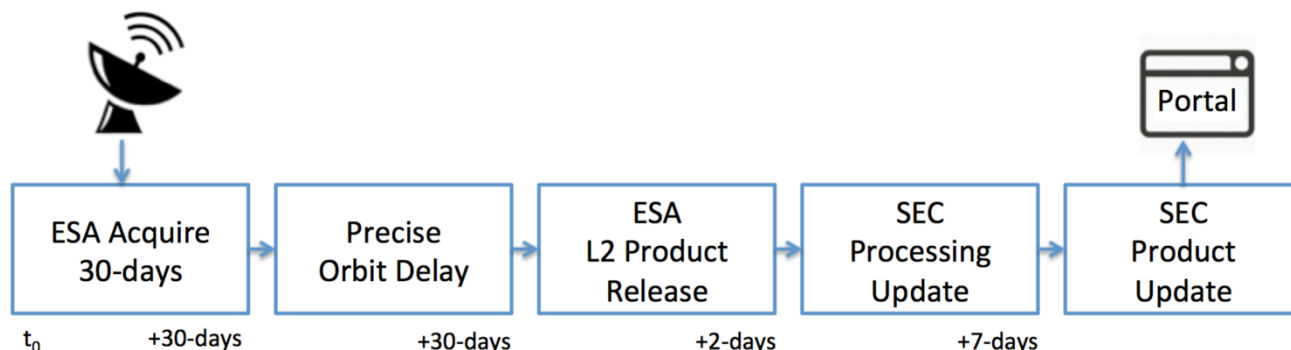 Portal
ESA Acquire
30-days
Precise
Orbit Delay
ESA
L2 Product
Release
SEC
Processing
Update
SEC
Product
Update
t₀ +30-days +30-days +2-days +7-days